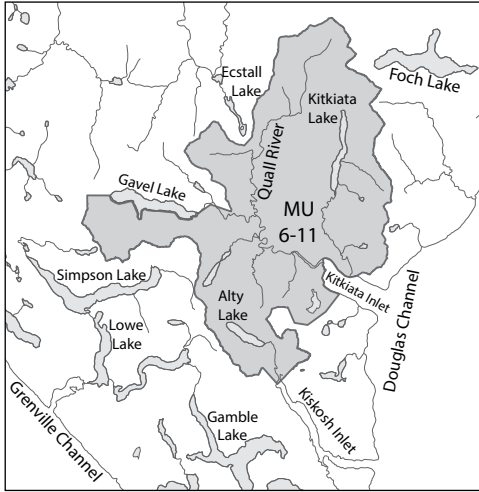 Ecstall
Lake
Foch Lake
Kitkiata
Lake
Quall River
Gavel Lake
MU
6-11
Simpson Lake
Alty
Lake
Kitkiata Inlet
Douglas Channel
Lowe
Lake
Grenville Channel
Gamble
Lake
Kiskosh Inlet